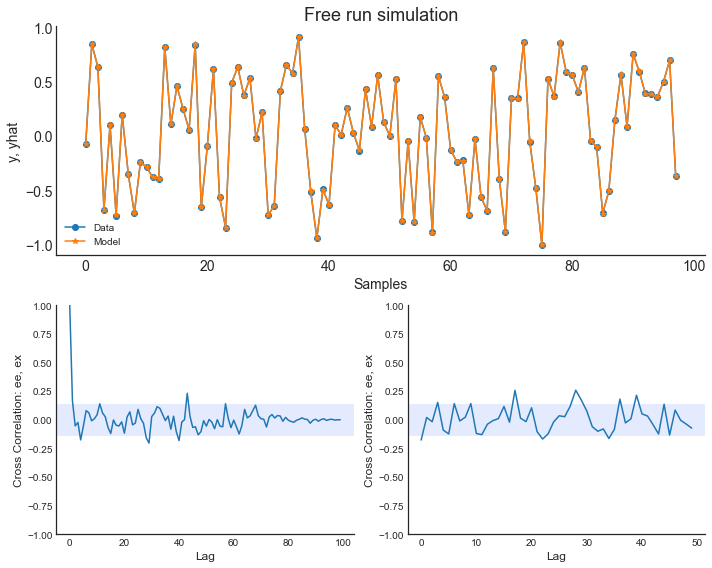 Free run simulation
y, yhat
1.0
0.5
0.0
−0.5
−1.0
Data
Model
0 20 40 60 80 100
Samples
Cross Correlation: ee, ex
1.00
0.75
0.50
0.25
0.00
−0.25
−0.50
−0.75
−1.00
0 20 40 60 80 100
Lag
Cross Correlation: ee, ex
1.00
0.75
0.50
0.25
0.00
−0.25
−0.50
−0.75
−1.00
0 10 20 30 40 50
Lag